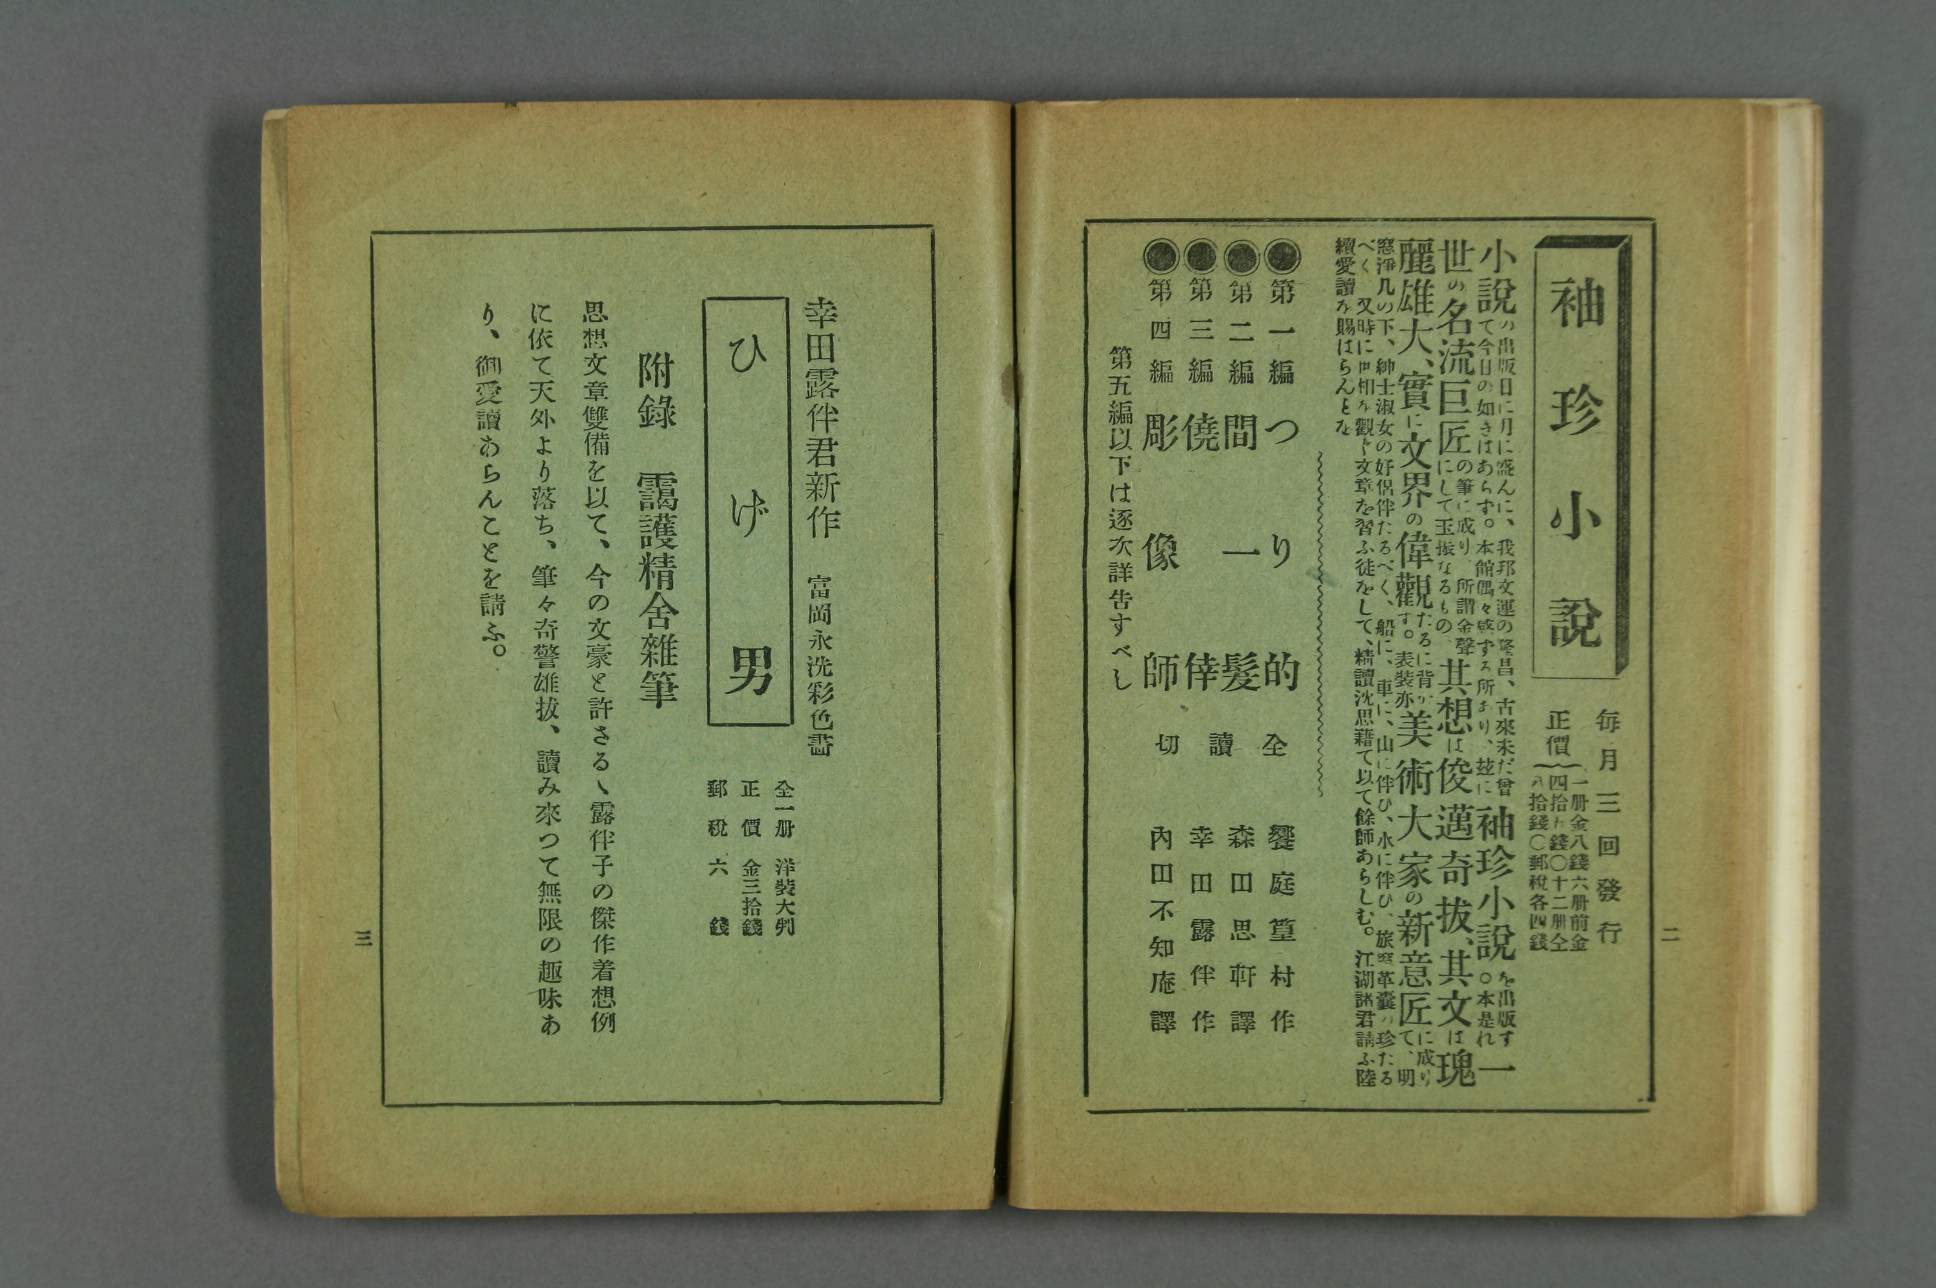 二
袖珍小說
每月三回發行
正價
一册金八錢六册前金
四拾五錢〇十二册仝
八拾錢〇郵稅各四錢
小說の出版日に月に盛んに、我邦文運の隆昌、古來未だ曾
て今日の如きはあらず。本館偶々感ずる所あり、玆に袖珍小說を出版す。本是れ一
世の名流巨匠の筆に成り、所謂金聲
にして玉振なるもの、其想は俊邁奇拔、其文は瑰
麗雄大、實に文界の偉觀たるに背かず。表裝亦美術大家の新意匠に成りて、明
窓淨几の下、紳士淑女の好侶伴たるべく、船に、車に、山に伴ひ、水に伴ひ、旅窓革囊の珍たる
べく、又時に世相を觀ト文章を習ふ徒をして、精讀沈思藉て以て餘師あらしむ。江湖諸君請ふ陸
續愛讀を賜はらんとを
●第一編 つり的 饗庭篁村作
●第二編 間一髮 森田思軒譯
●第三編 僥倖 幸田露伴作
●第四編 彫像師 內田不知庵譯
全讀切
第五編以下は逐次詳告すべし
幸田露伴君新作 富岡永洗彩色畫
ひげ男
全一册 洋裝大判
正價 金三拾錢
郵稅 六錢
附錄 靄護精舍雜筆
思想文章雙備を以て、今の文豪と許さるヽ露伴子の傑作着想例
に依て天外より落ち、筆々奇警雄拔、讀み來つて無限の趣味あ
り、御愛讀あらんことを請ふ。
三